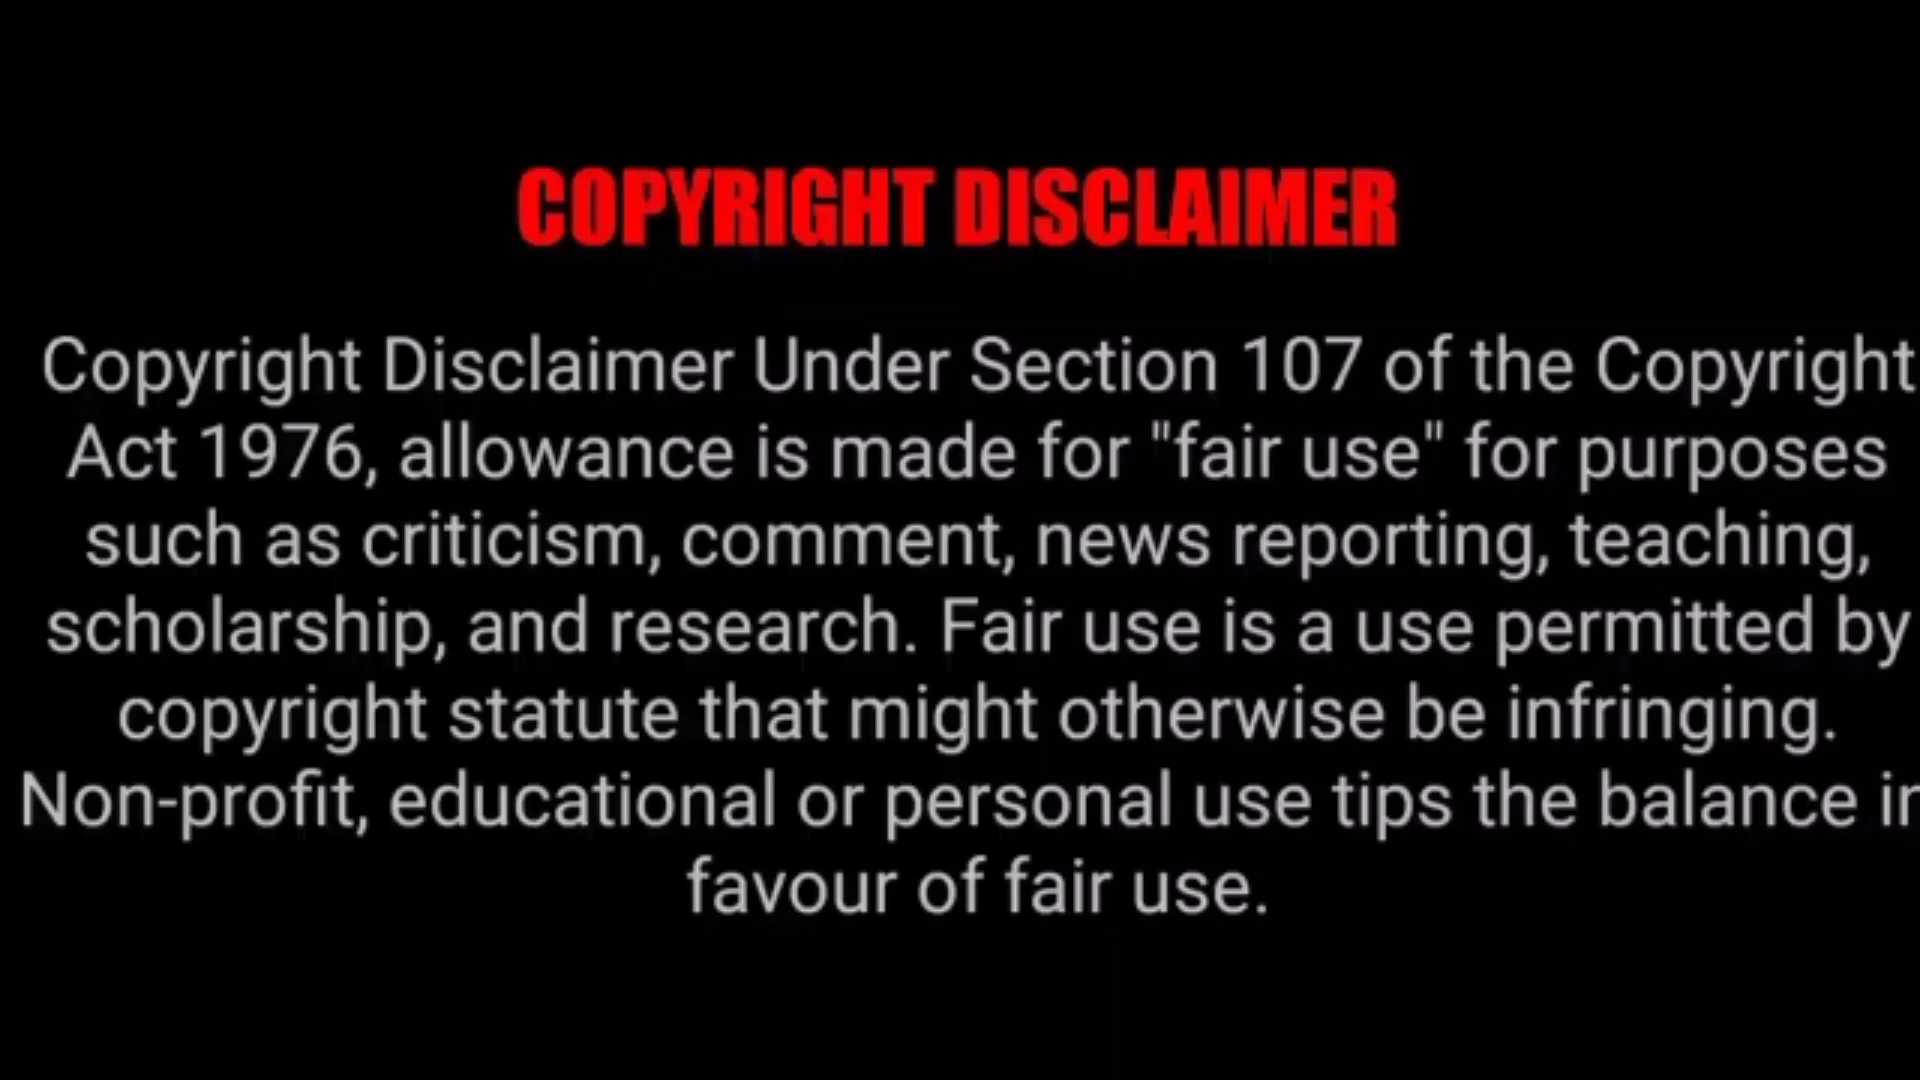 COPYRIGHT DISCLAIMER
Copyright Disclaimer Under Section 107 of the Copyright
Act 1976, allowance is made for "fair use" for purposes
such as criticism, comment, news reporting, teaching,
scholarship, and research. Fair use is a use permitted by
copyright statute that might otherwise be infringing.
Non-profit, educational or personal use tips the balance in
favour of fair use.